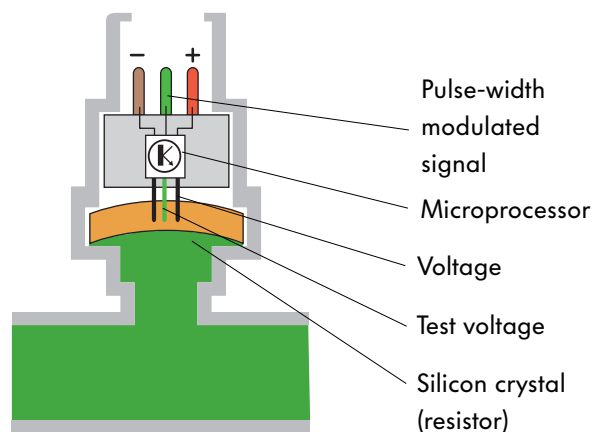 − +
Pulse-width
modulated
signal
Microprocessor
Voltage
Test voltage
Silicon crystal
(resistor)